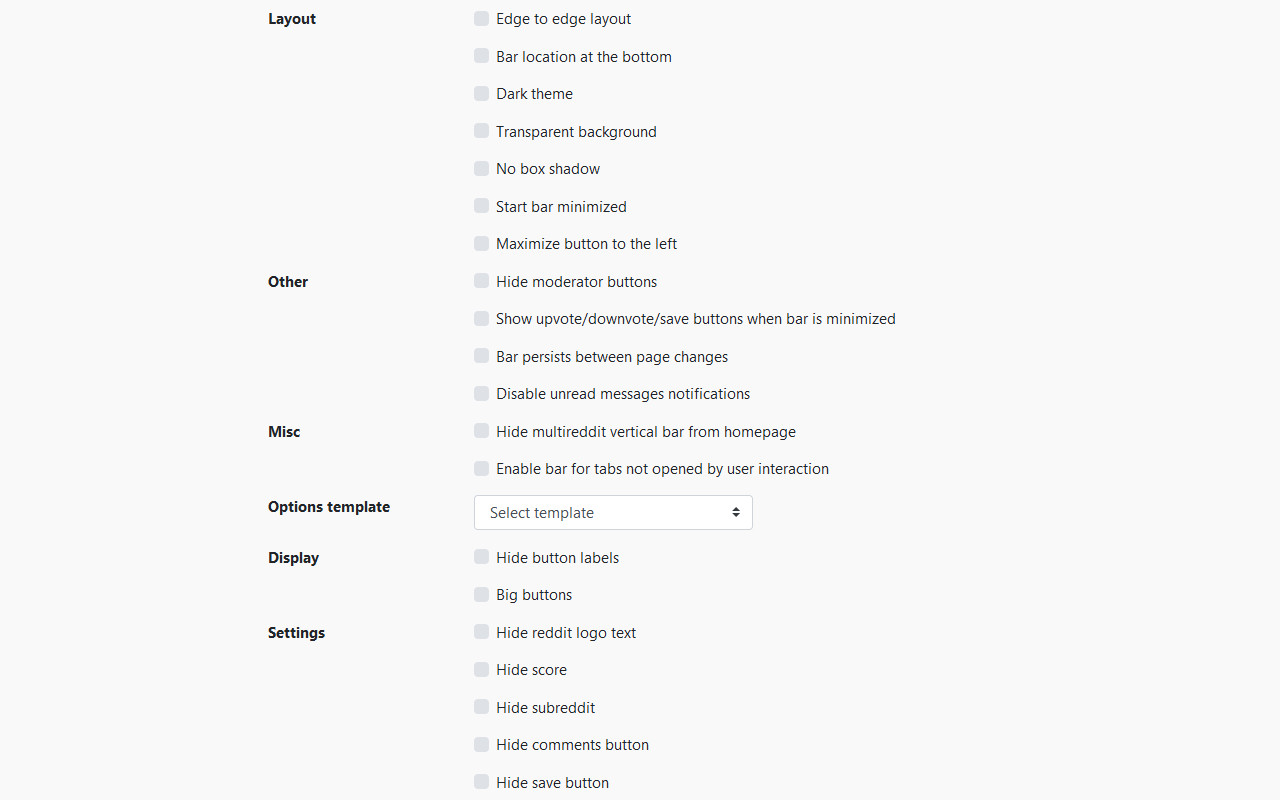 Layout
Edge to edge layout
Bar location at the bottom
Dark theme
Transparent background
No box shadow
Start bar minimized
Maximize button to the left
Other
Hide moderator buttons
Show upvote/downvote/save buttons when bar is minimized
Bar persists between page changes
Disable unread messages notifications
Misc
Hide multireddit vertical bar from homepage
Enable bar for tabs not opened by user interaction
Options template
Select template
Display
Hide button labels
Big buttons
Settings
Hide reddit logo text
Hide score
Hide subreddit
Hide comments button
Hide save button